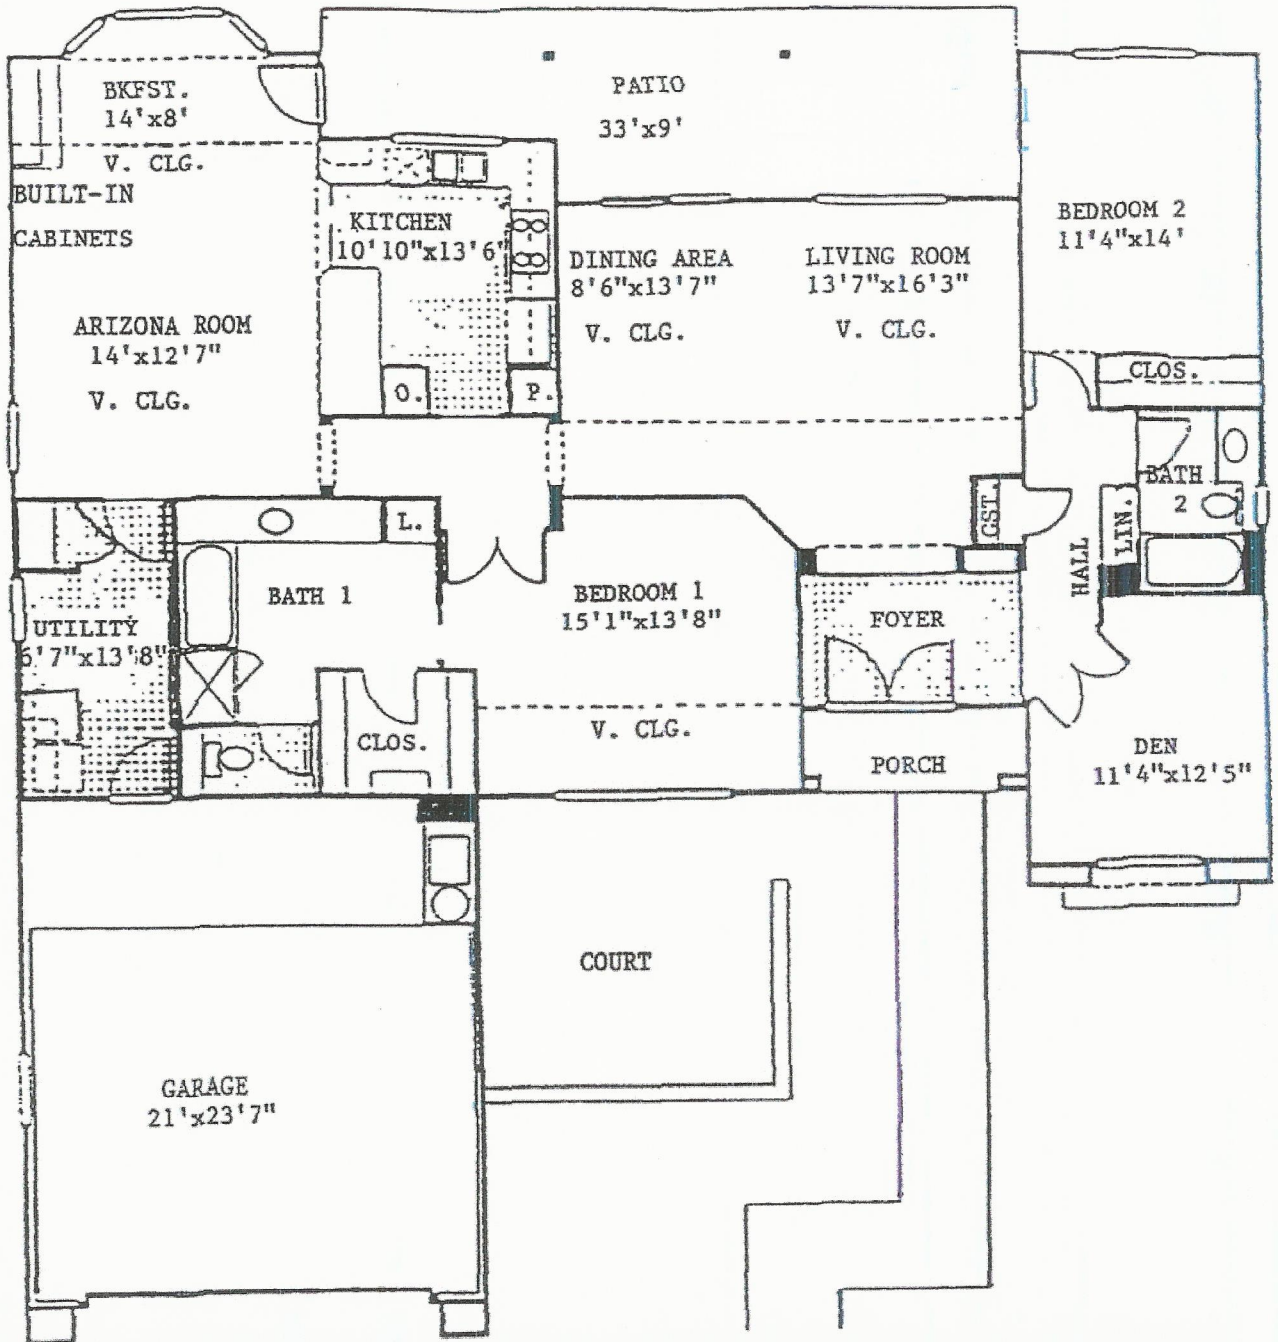 BKFST.
14'x8'
V. CLG.
BUILT-IN
CABINETS
PATIO
33'x9'
KITCHEN
10'10"x13'6"
DINING AREA
8'6"x13'7"
V. CLG.
LIVING ROOM
13'7"x16'3"
V. CLG.
BEDROOM 2
11'4"x14'
ARIZONA ROOM
14'x12'7"
V. CLG.
O.
P.
CLOS.
BATH
2
GST.
LIN.
HALL
L.
BATH 1
BEDROOM 1
15'1"x13'8"
V. CLG.
FOYER
UTILITY
6'7"x13'8"
CLOS.
PORCH
DEN
11'4"x12'5"
COURT
GARAGE
21'x23'7"